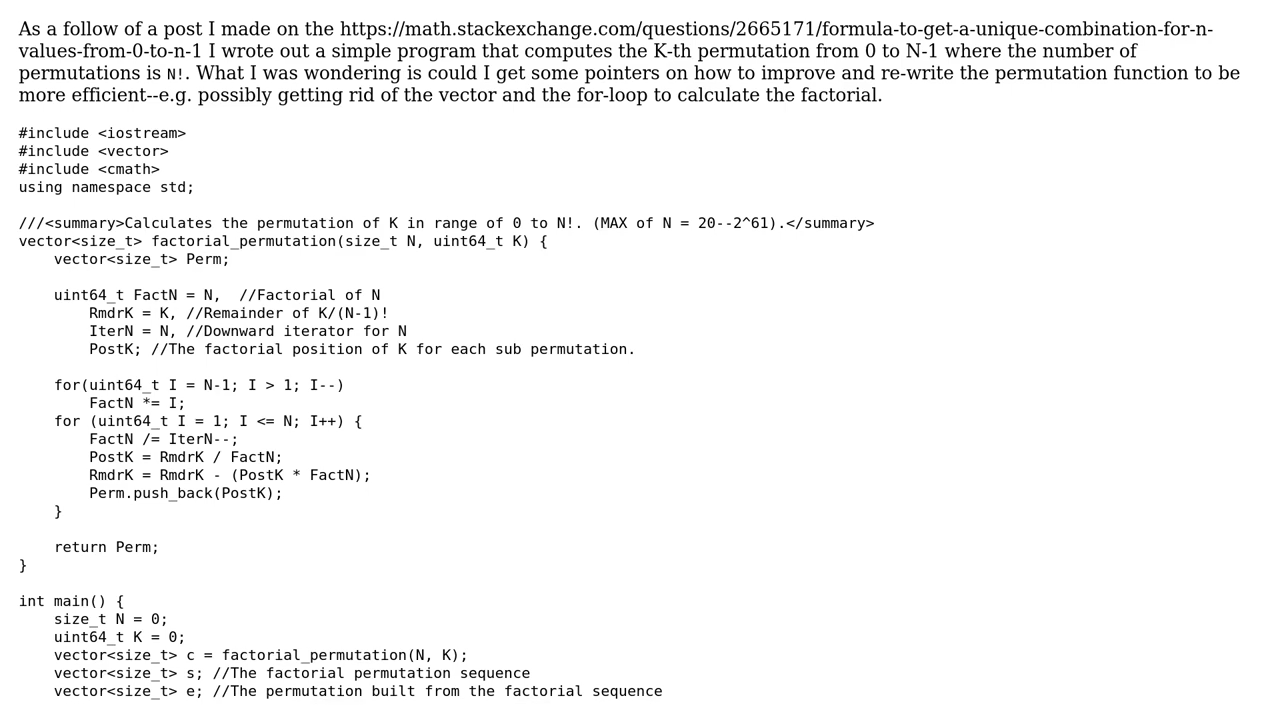 As a follow of a post I made on the https://math.stackexchange.com/questions/2665171/formula-to-get-a-unique-combination-for-n-
values-from-0-to-n-1 I wrote out a simple program that computes the K-th permutation from 0 to N-1 where the number of
permutations is N!. What I was wondering is could I get some pointers on how to improve and re-write the permutation function to be
more efficient--e.g. possibly getting rid of the vector and the for-loop to calculate the factorial.

#include <iostream>
#include <vector>
#include <cmath>
using namespace std;

///<summary>Calculates the permutation of K in range of 0 to N!. (MAX of N = 20--2^61).</summary>
vector<size_t> factorial_permutation(size_t N, uint64_t K) {
    vector<size_t> Perm;

    uint64_t FactN = N,  //Factorial of N
        RmdrK = K, //Remainder of K/(N-1)!
        IterN = N, //Downward iterator for N
        PostK; //The factorial position of K for each sub permutation.

    for(uint64_t I = N-1; I > 1; I--)
        FactN *= I;
    for (uint64_t I = 1; I <= N; I++) {
        FactN /= IterN--;
        PostK = RmdrK / FactN;
        RmdrK = RmdrK - (PostK * FactN);
        Perm.push_back(PostK);
    }

    return Perm;
}

int main() {
    size_t N = 0;
    uint64_t K = 0;
    vector<size_t> c = factorial_permutation(N, K);
    vector<size_t> s; //The factorial permutation sequence
    vector<size_t> e; //The permutation built from the factorial sequence